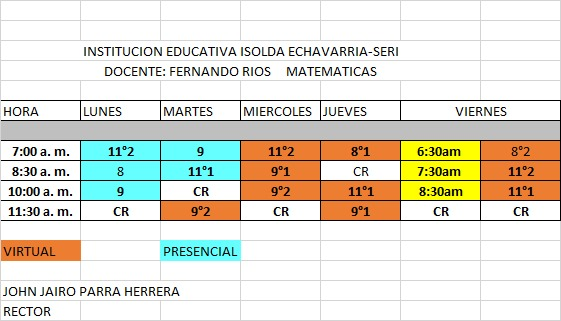 INSTITUCION EDUCATIVA ISOLDA ECHAVARRIA-SERI
DOCENTE: FERNANDO RIOS MATEMATICAS
HORA LUNES MARTES MIERCOLES JUEVES VIERNES
7:00 a. m. 11°2 9 11°2 8°1 6:30am 8°2
8:30 a. m. 8 11°1 9°1 CR 7:30am 11°2
10:00 a. m. 9 CR 9°2 11°1 8:30am 11°1
11:30 a. m. CR 9°2 CR 9°1 CR CR
VIRTUAL PRESENCIAL
JOHN JAIRO PARRA HERRERA
RECTOR